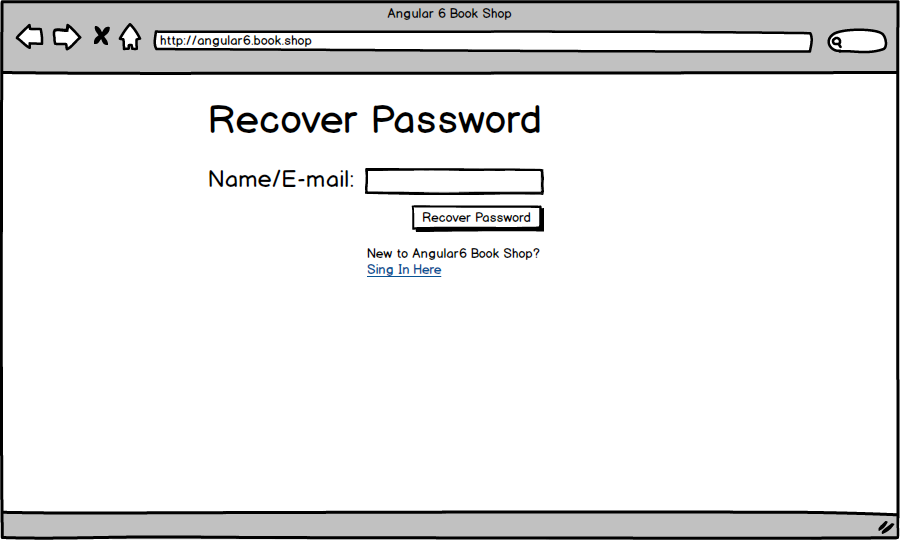 Angular 6 Book Shop
http://angular6.book.shop
Recover Password
Name/E-mail:
Recover Password
New to Angular6 Book Shop?
Sing In Here